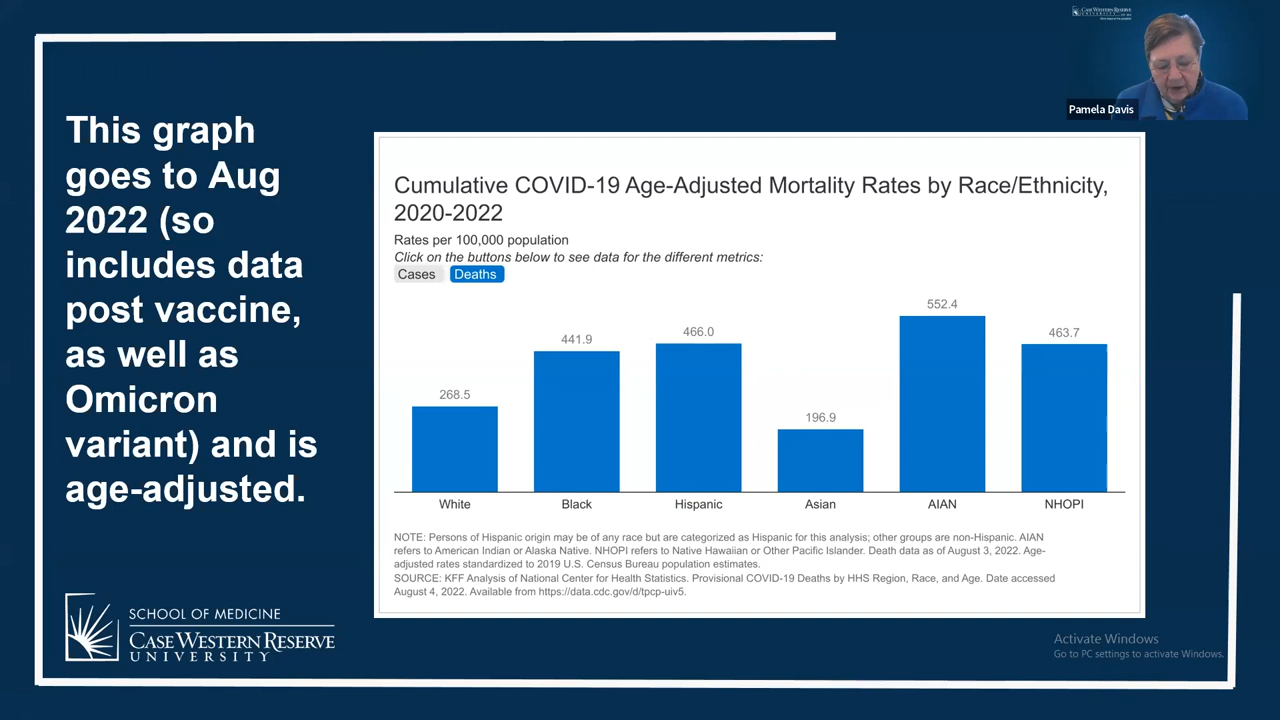 CASE WESTERN RESERVE
UNIVERSITY
Pamela Davis
This graph
goes to Aug
2022 (so
includes data
post vaccine,
as well as
Omicron
variant) and is
age-adjusted.
Cumulative COVID-19 Age-Adjusted Mortality Rates by Race/Ethnicity,
2020-2022
Rates per 100,000 population
Click on the buttons below to see data for the different metrics:
Cases Deaths
268.5 441.9 466.0 196.9 552.4 463.7
White Black Hispanic Asian AIAN NHOPI
NOTE: Persons of Hispanic origin may be of any race but are categorized as Hispanic for this analysis; other groups are non-Hispanic. AIAN
refers to American Indian or Alaska Native. NHOPI refers to Native Hawaiian or Other Pacific Islander. Death data as of August 3, 2022. Age-
adjusted rates standardized to 2019 U.S. Census Bureau population estimates.
SOURCE: KFF Analysis of National Center for Health Statistics. Provisional COVID-19 Deaths by HHS Region, Race, and Age. Date accessed
August 4, 2022. Available from https://data.cdc.gov/d/tpcp-uiv5.
SCHOOL OF MEDICINE
CASE WESTERN RESERVE
UNIVERSITY
Activate Windows
Go to PC settings to activate Windows.